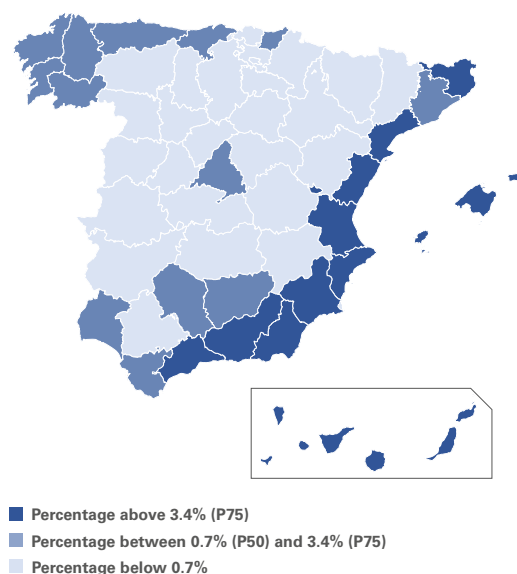 Percentage above 3.4% (P75)
Percentage between 0.7% (P50) and 3.4% (P75)
Percentage below 0.7%